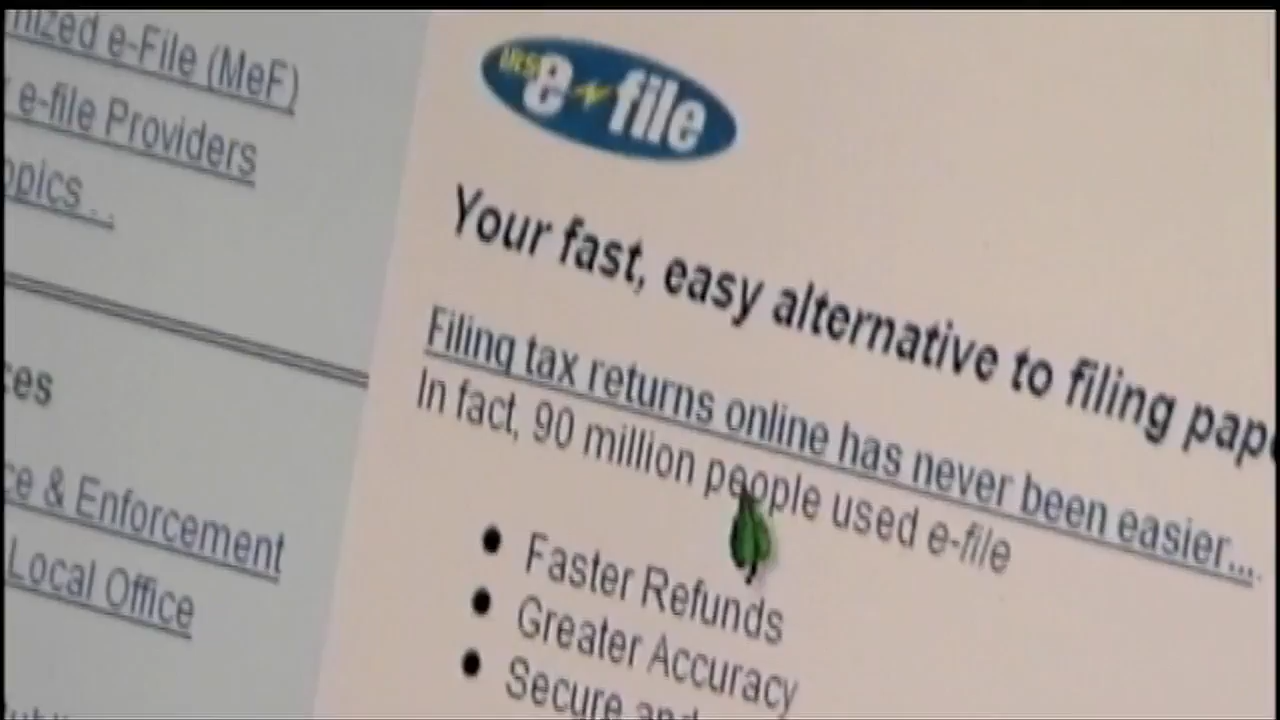 nized e-File (MeF)
e-file Providers
opics . .
ces
ce & Enforcement
Local Office
IRS e file
Your fast, easy alternative to filing pap
Filing tax returns online has never been easier...
In fact, 90 million people used e-file
• Faster Refunds
• Greater Accuracy
• Secure and